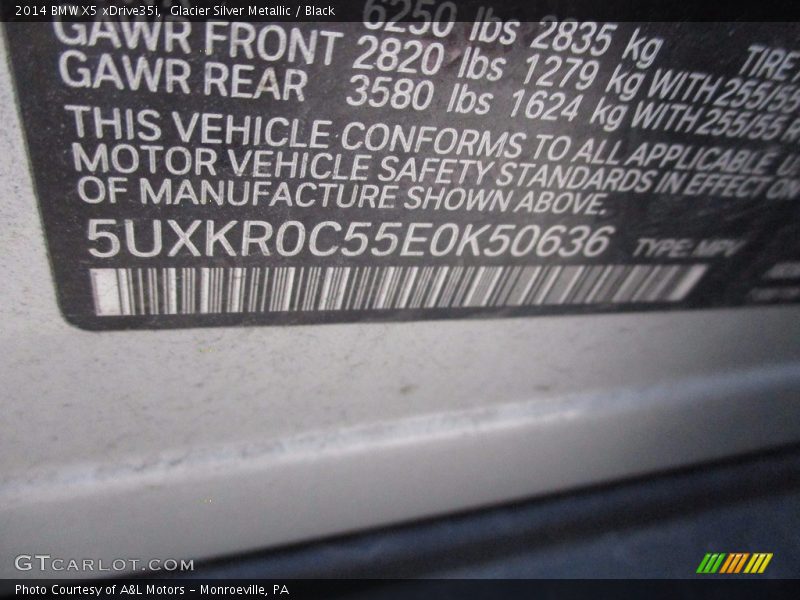 2014 BMW X5 xDrive35i, Glacier Silver Metallic / Black
6250 lbs 2835 kg
GAWR FRONT 2820 lbs 1279 kg WITH 255/55
GAWR REAR 3580 lbs 1624 kg WITH 255/55 R
THIS VEHICLE CONFORMS TO ALL APPLICABLE
MOTOR VEHICLE SAFETY STANDARDS IN EFFECT ON
OF MANUFACTURE SHOWN ABOVE.
5UXKR0C55E0K50636 TYPE: MPV
GTCARLOT.COM
Photo Courtesy of A&L Motors – Monroeville, PA